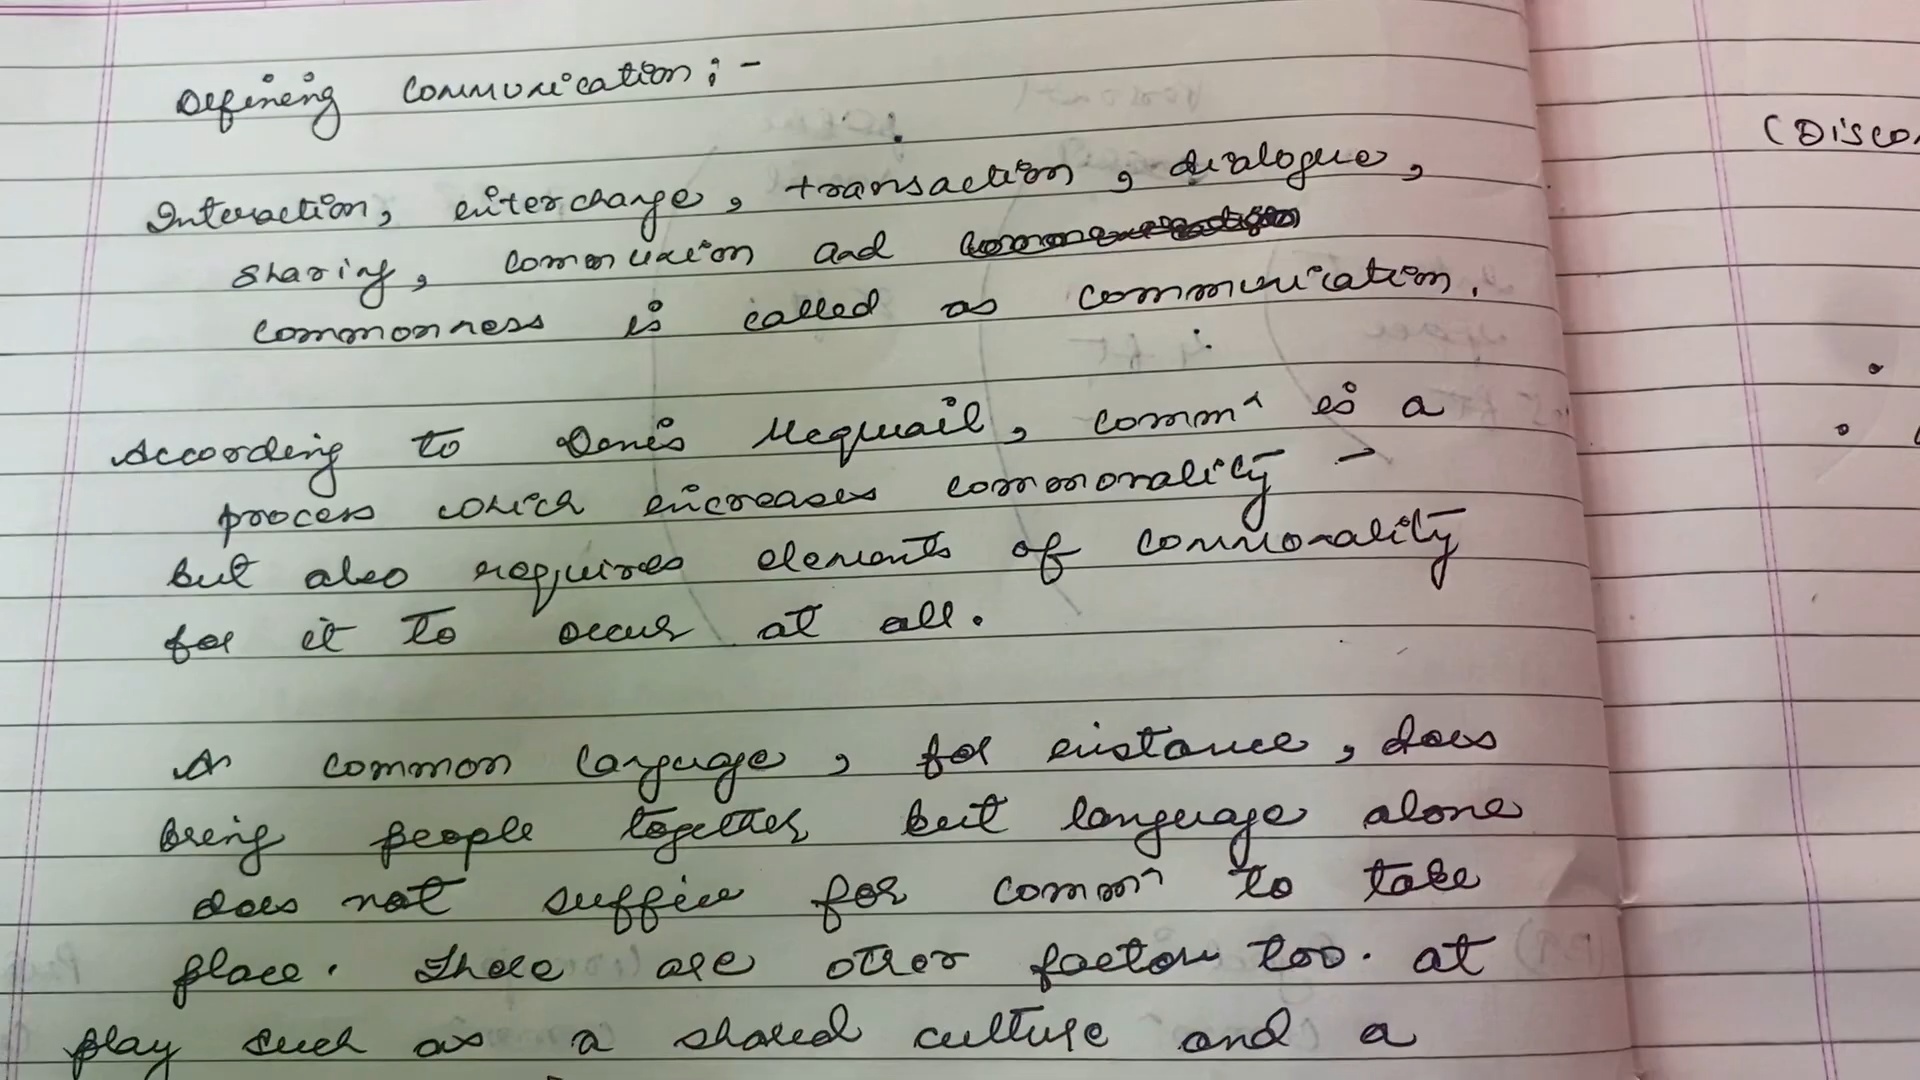 Defining Communication:-
Interaction, interchange, transaction, dialogue,
sharing, communion and
commonness is called as communication.
According to Denis Mcquail, commⁿ is a
process which increases commonality -
but also requires elements of commonality
for it to occur at all.
A common language, for instance, does
bring people together but language alone
does not suffice for commⁿ to take
place. There are other factors too. at
play such as a shared culture and a
(Disco